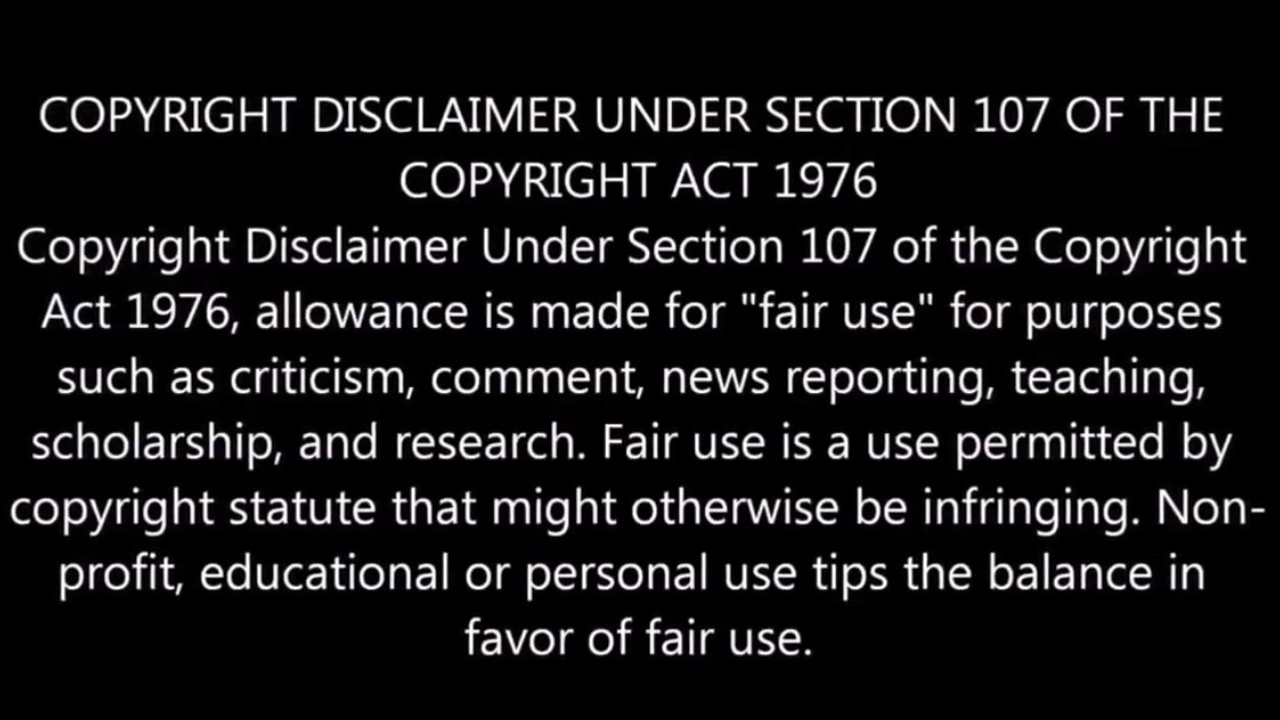 COPYRIGHT DISCLAIMER UNDER SECTION 107 OF THE
COPYRIGHT ACT 1976
Copyright Disclaimer Under Section 107 of the Copyright
Act 1976, allowance is made for "fair use" for purposes
such as criticism, comment, news reporting, teaching,
scholarship, and research. Fair use is a use permitted by
copyright statute that might otherwise be infringing. Non-
profit, educational or personal use tips the balance in
favor of fair use.